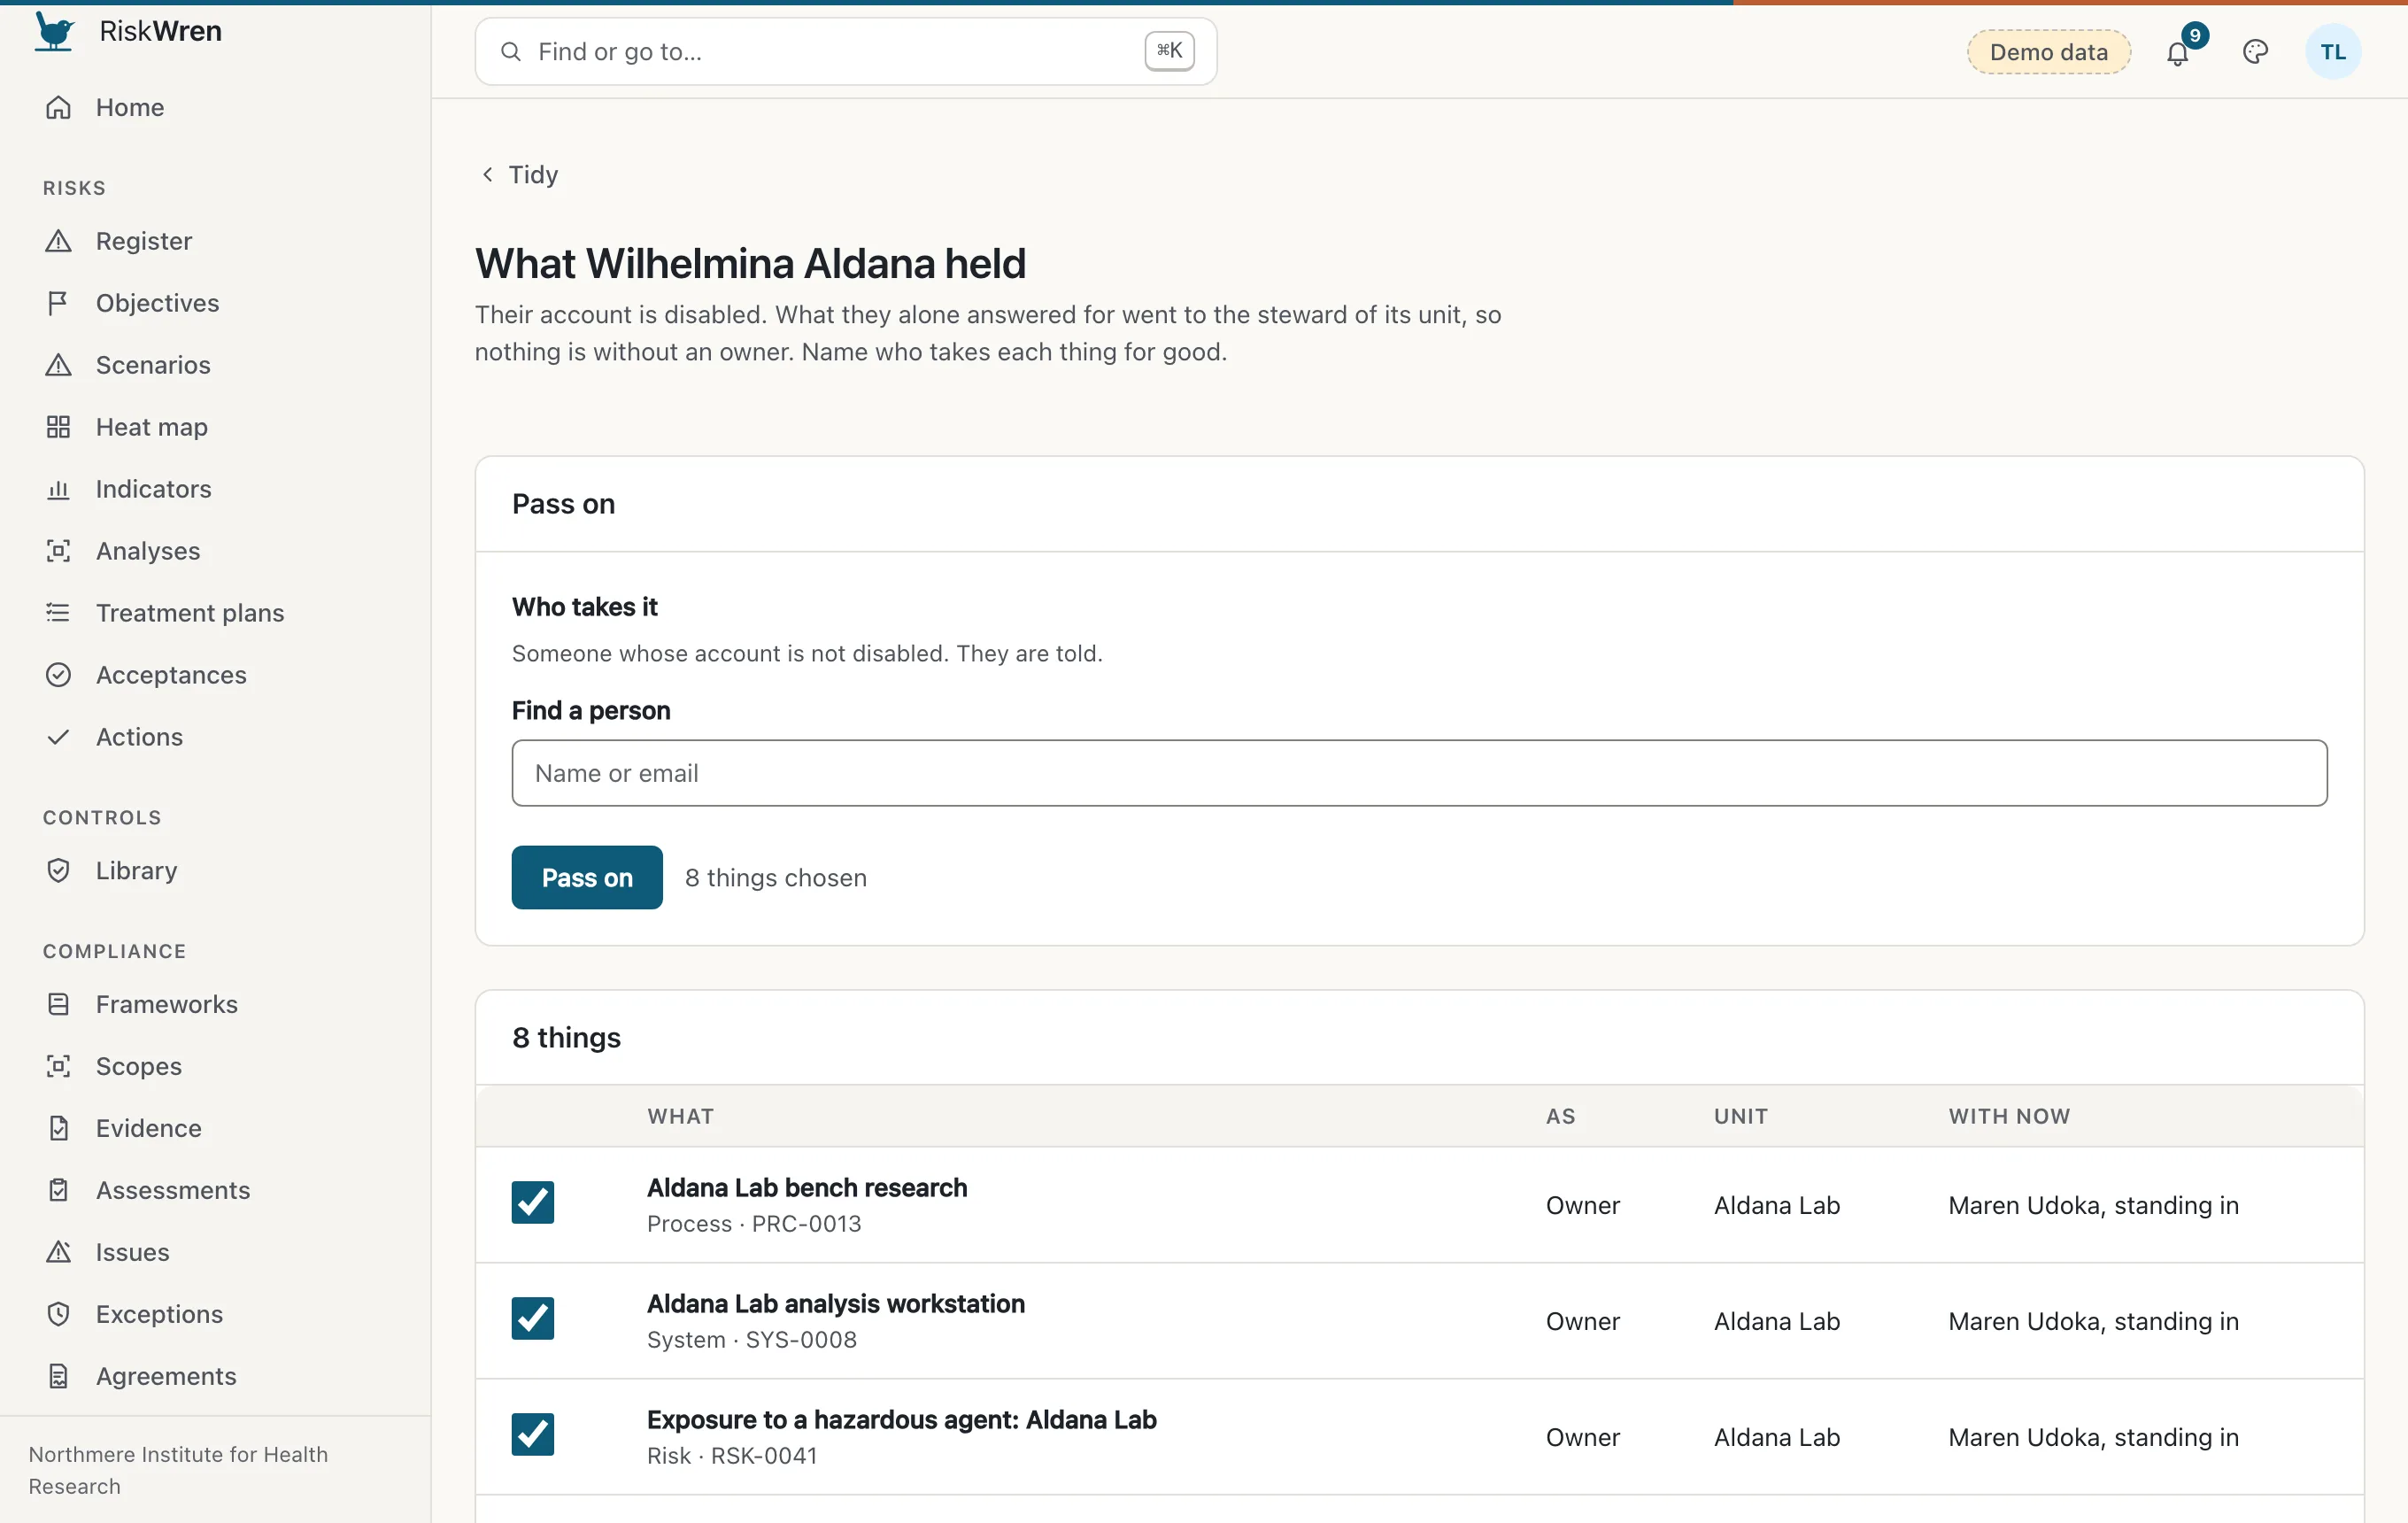 RiskWren
Home
RISKS
Register
Objectives
Scenarios
Heat map
Indicators
Analyses
Treatment plans
Acceptances
Actions
CONTROLS
Library
COMPLIANCE
Frameworks
Scopes
Evidence
Assessments
Issues
Exceptions
Agreements
Northmere Institute for Health
Research
Find or go to...
⌘K
Demo data
9
TL
Tidy
What Wilhelmina Aldana held
Their account is disabled. What they alone answered for went to the steward of its unit, so
nothing is without an owner. Name who takes each thing for good.
Pass on
Who takes it
Someone whose account is not disabled. They are told.
Find a person
Name or email
Pass on
8 things chosen
8 things
WHAT AS UNIT WITH NOW
Aldana Lab bench research
Process · PRC-0013
Owner Aldana Lab Maren Udoka, standing in
Aldana Lab analysis workstation
System · SYS-0008
Owner Aldana Lab Maren Udoka, standing in
Exposure to a hazardous agent: Aldana Lab
Risk · RSK-0041
Owner Aldana Lab Maren Udoka, standing in